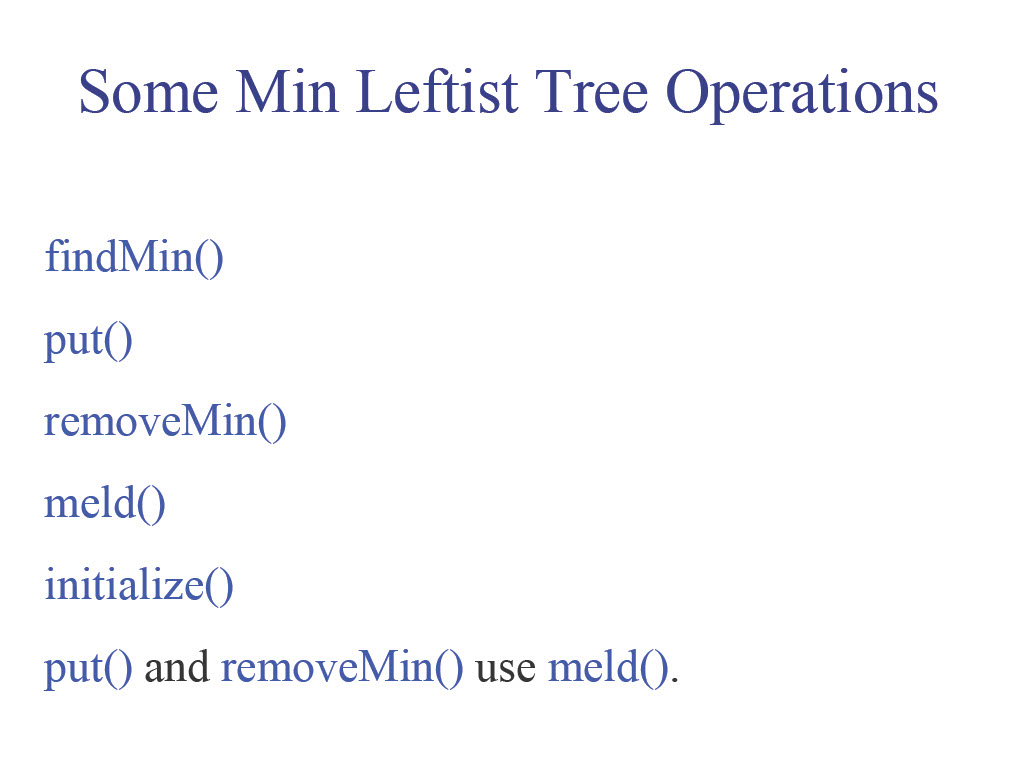 Some Min Leftist Tree Operations
findMin()
put()
removeMin()
meld()
initialize()
put() and removeMin() use meld().